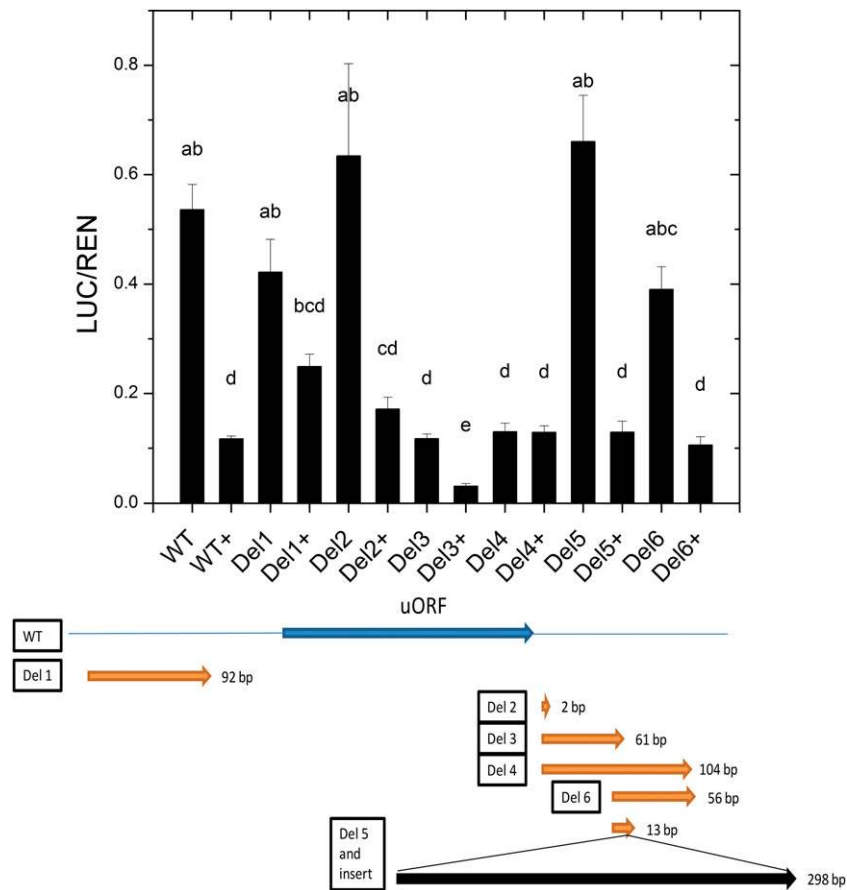 LUC/REN
0.8
0.6
0.4
0.2
0.0
ab
d
ab
bcd
ab
cd
d
e
d
d
ab
d
abc
d
WT
WT+
Del1
Del1+
Del2
Del2+
Del3
Del3+
Del4
Del4+
Del5
Del5+
Del6
Del6+
uORF
WT
Del 1
92 bp
Del 2
2 bp
Del 3
61 bp
Del 4
104 bp
Del 6
56 bp
13 bp
Del 5
and
insert
298 bp